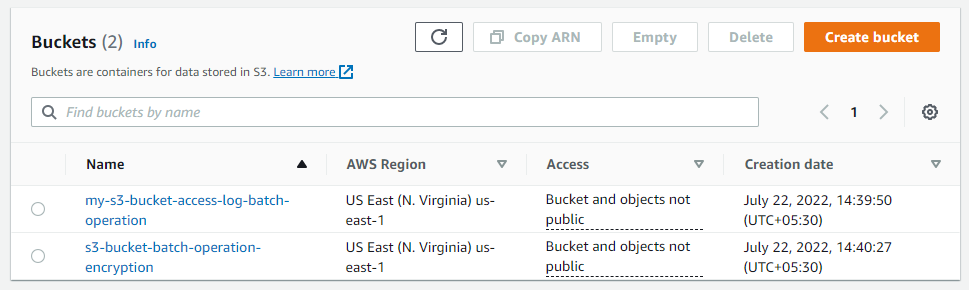 Buckets (2) Info
Copy ARN
Empty
Delete
Create bucket
Buckets are containers for data stored in S3. Learn more
Find buckets by name
1
Name AWS Region Access Creation date
my-s3-bucket-access-log-batch- US East (N. Virginia) us- Bucket and objects not July 22, 2022, 14:39:50
operation east-1 public (UTC+05:30)
s3-bucket-batch-operation- US East (N. Virginia) us- Bucket and objects not July 22, 2022, 14:40:27
encryption east-1 public (UTC+05:30)